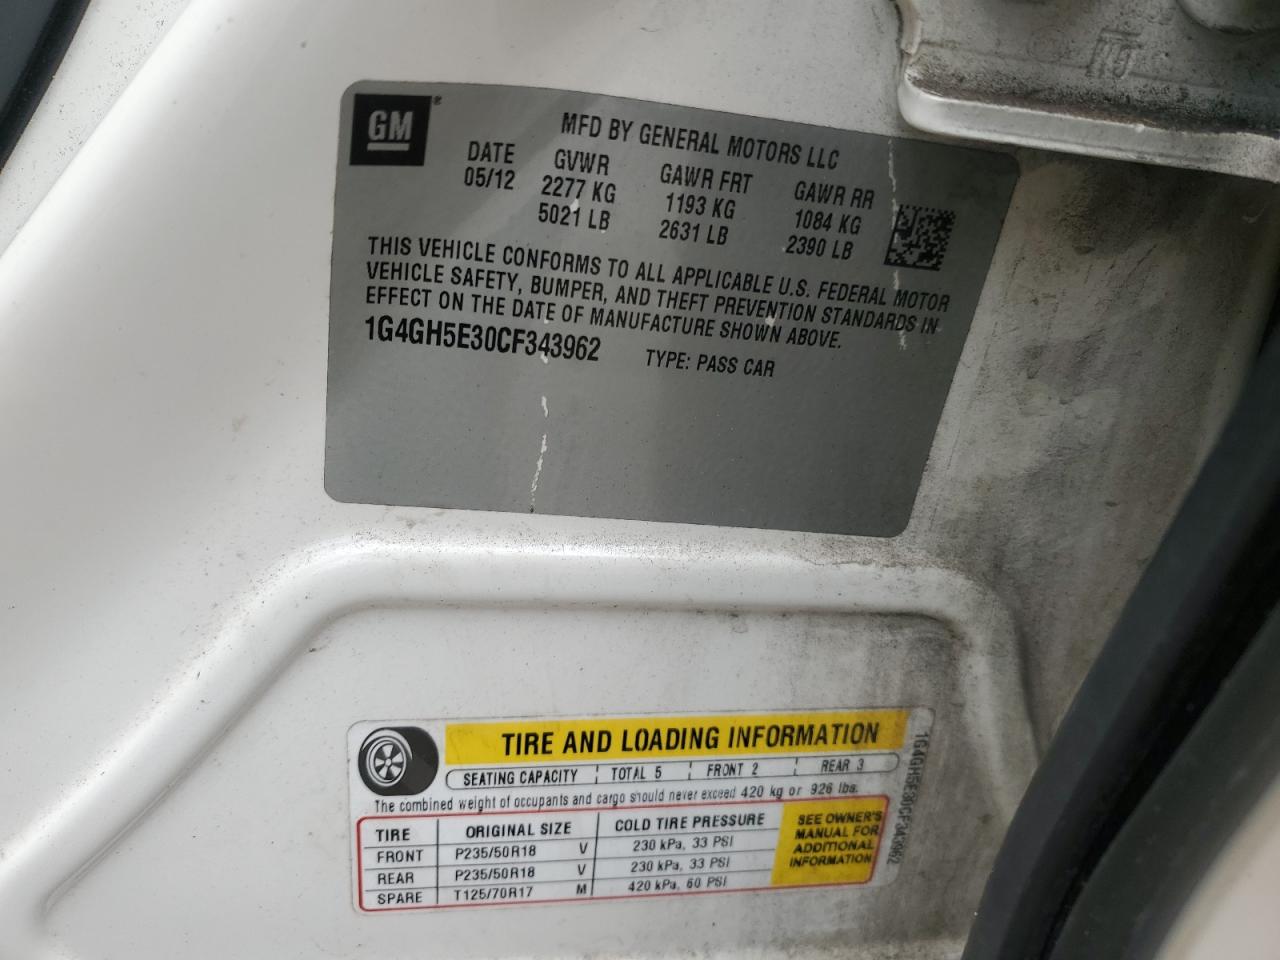 GM
MFD BY GENERAL MOTORS LLC
DATE GVWR GAWR FRT GAWR RR
05/12 2277 KG 1193 KG 1084 KG
5021 LB 2631 LB 2390 LB
THIS VEHICLE CONFORMS TO ALL APPLICABLE U.S. FEDERAL MOTOR
VEHICLE SAFETY, BUMPER, AND THEFT PREVENTION STANDARDS IN
EFFECT ON THE DATE OF MANUFACTURE SHOWN ABOVE.
1G4GH5E30CF343962 TYPE: PASS CAR
TIRE AND LOADING INFORMATION
SEATING CAPACITY TOTAL 5 FRONT 2 REAR 3
The combined weight of occupants and cargo should never exceed 420 kg or 926 lbs.
TIRE ORIGINAL SIZE COLD TIRE PRESSURE
FRONT P235/50R18 V 230 kPa, 33 PSI
REAR P235/50R18 V 230 kPa, 33 PSI
SPARE T125/70R17 M 420 kPa, 60 PSI
SEE OWNER'S
MANUAL FOR
ADDITIONAL
INFORMATION
1G4GH5E30CF343962